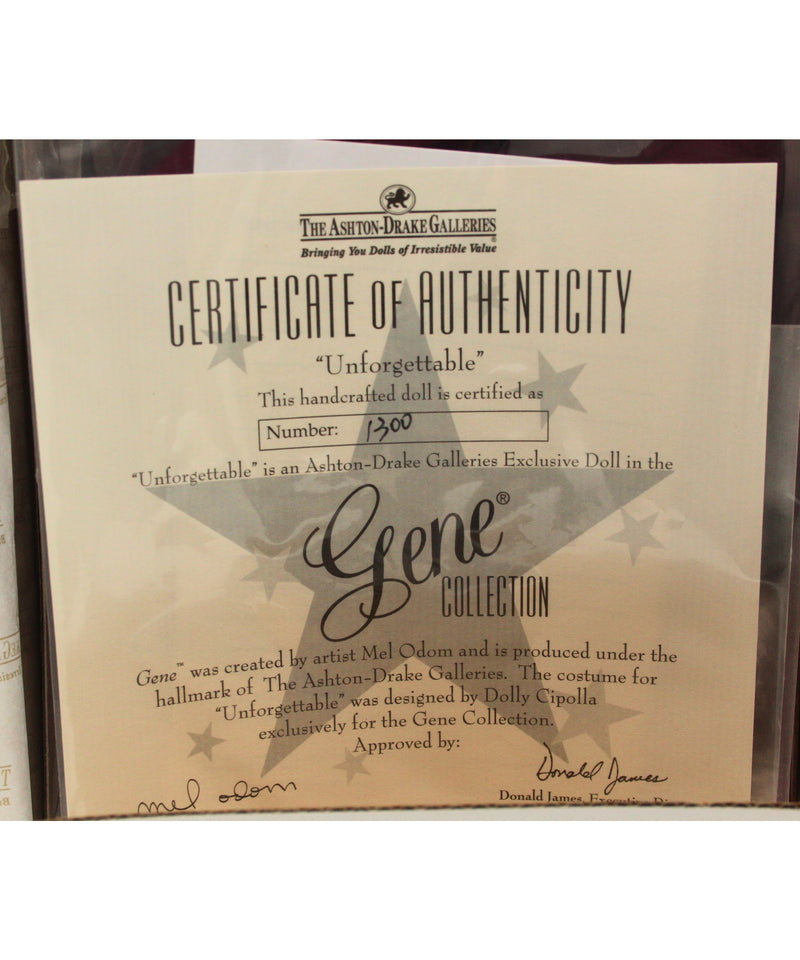 THE ASHTON-DRAKE GALLERIES®
Bringing You Dolls of Irresistible Value
CERTIFICATE OF AUTHENTICITY
“Unforgettable”
This handcrafted doll is certified as
Number: 1300
“Unforgettable” is an Ashton-Drake Galleries Exclusive Doll in the
Gene®
COLLECTION
Gene™ was created by artist Mel Odom and is produced under the
hallmark of The Ashton-Drake Galleries. The costume for
“Unforgettable” was designed by Dolly Cipolla
exclusively for the Gene Collection.
Approved by:
mel odom
Donald James
Donald James, Executive